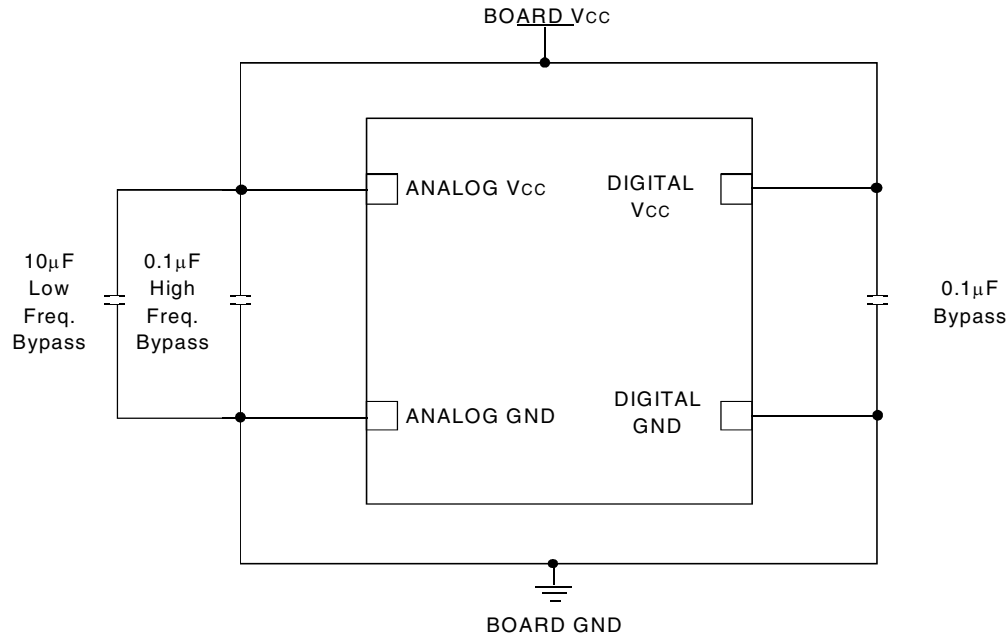 BOARD VCC
ANALOG VCC
DIGITAL
VCC
10μF
Low
Freq.
Bypass
0.1μF
High
Freq.
Bypass
0.1μF
Bypass
ANALOG GND
DIGITAL
GND
BOARD GND